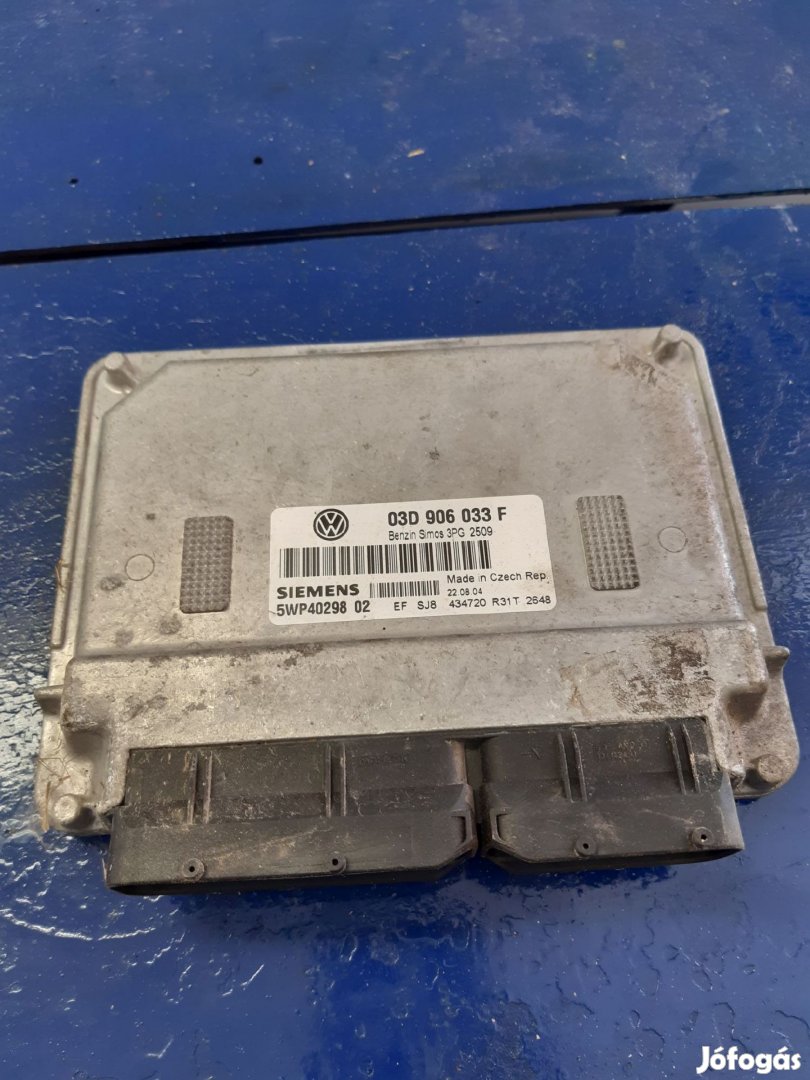 03D 906 033 F
Benzin Simos 3PG 2509
SIEMENS
Made in Czech Rep.
22.08.04
5WP40298 02
EF SJ8 434720 R31T 2648
Jófogás